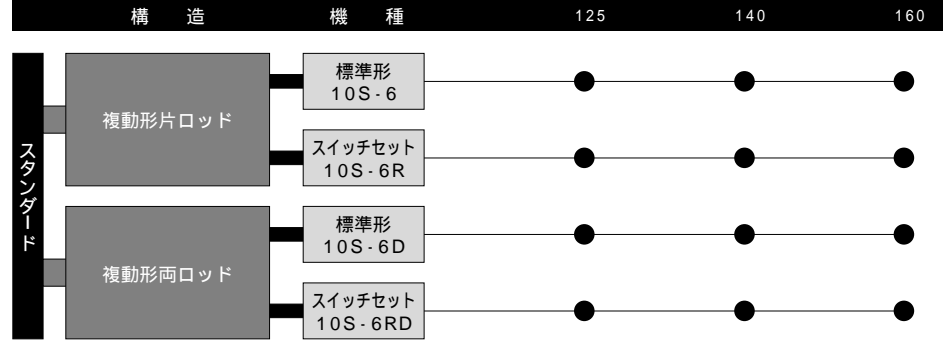 構造 機種 125 140 160
スタンダード
複動形片ロッド
標準形
10S-6
スイッチセット
10S-6R
複動形両ロッド
標準形
10S-6D
スイッチセット
10S-6RD